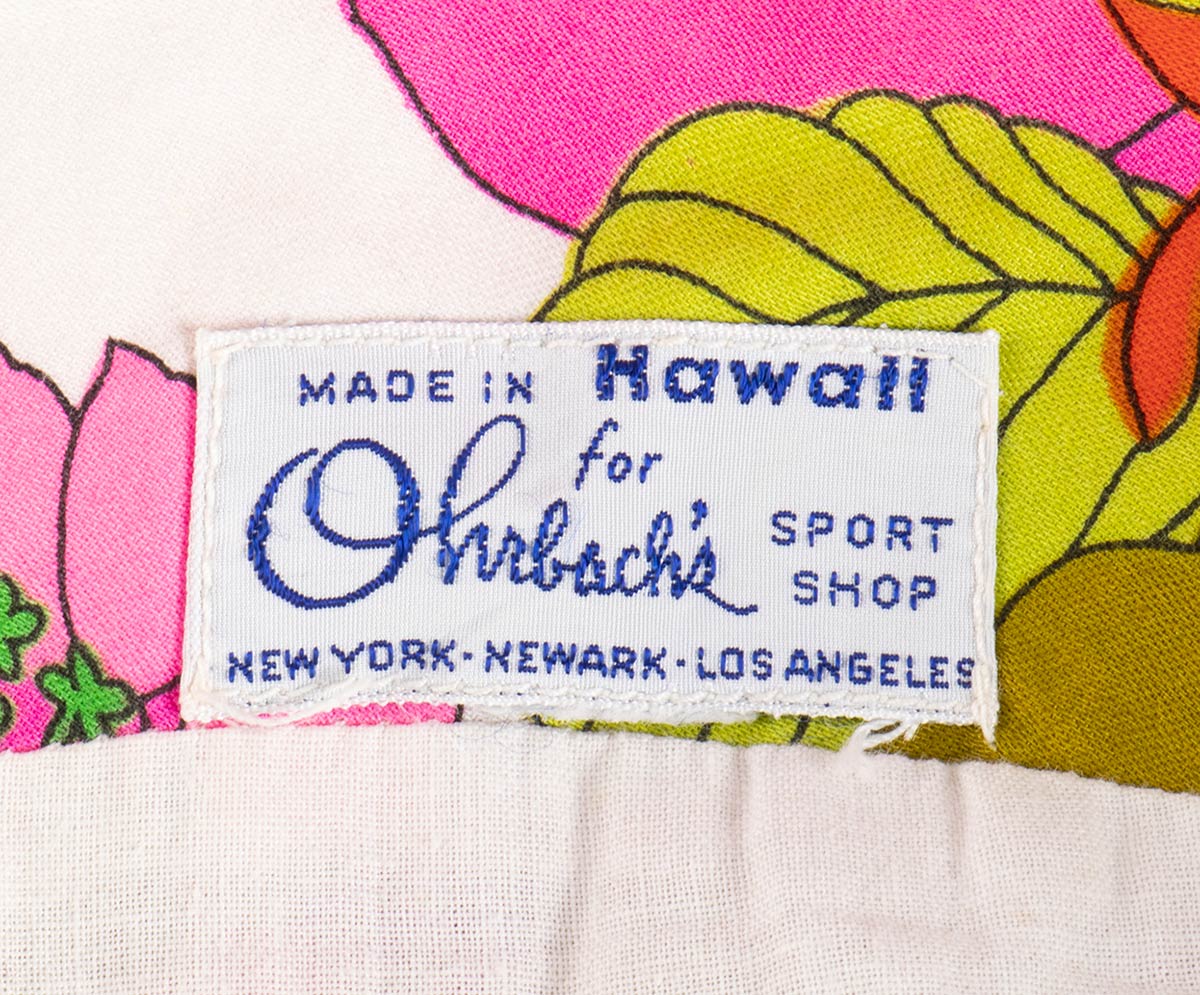 MADE IN Hawaii
for
Ohrbach's
SPORT
SHOP
NEW YORK · NEWARK · LOS ANGELES